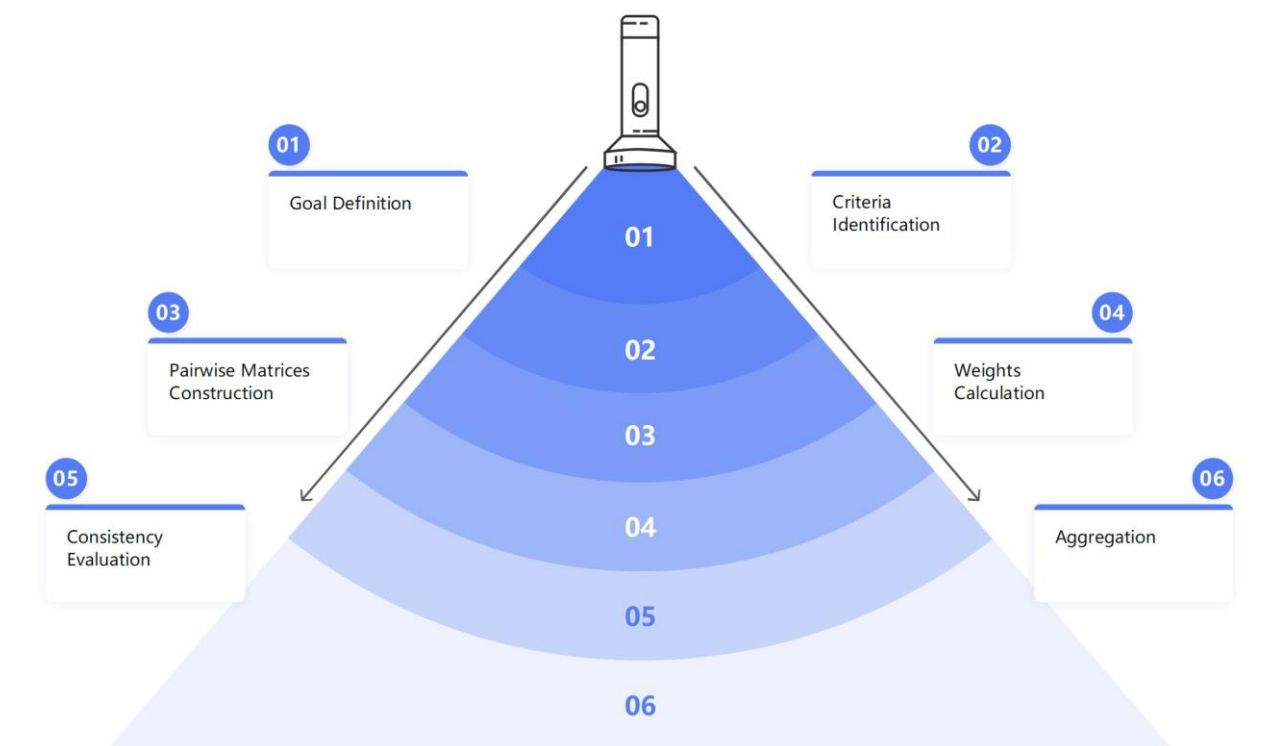 01
Goal Definition
02
Criteria
Identification
03
Pairwise Matrices
Construction
04
Weights
Calculation
05
Consistency
Evaluation
06
Aggregation
01
02
03
04
05
06